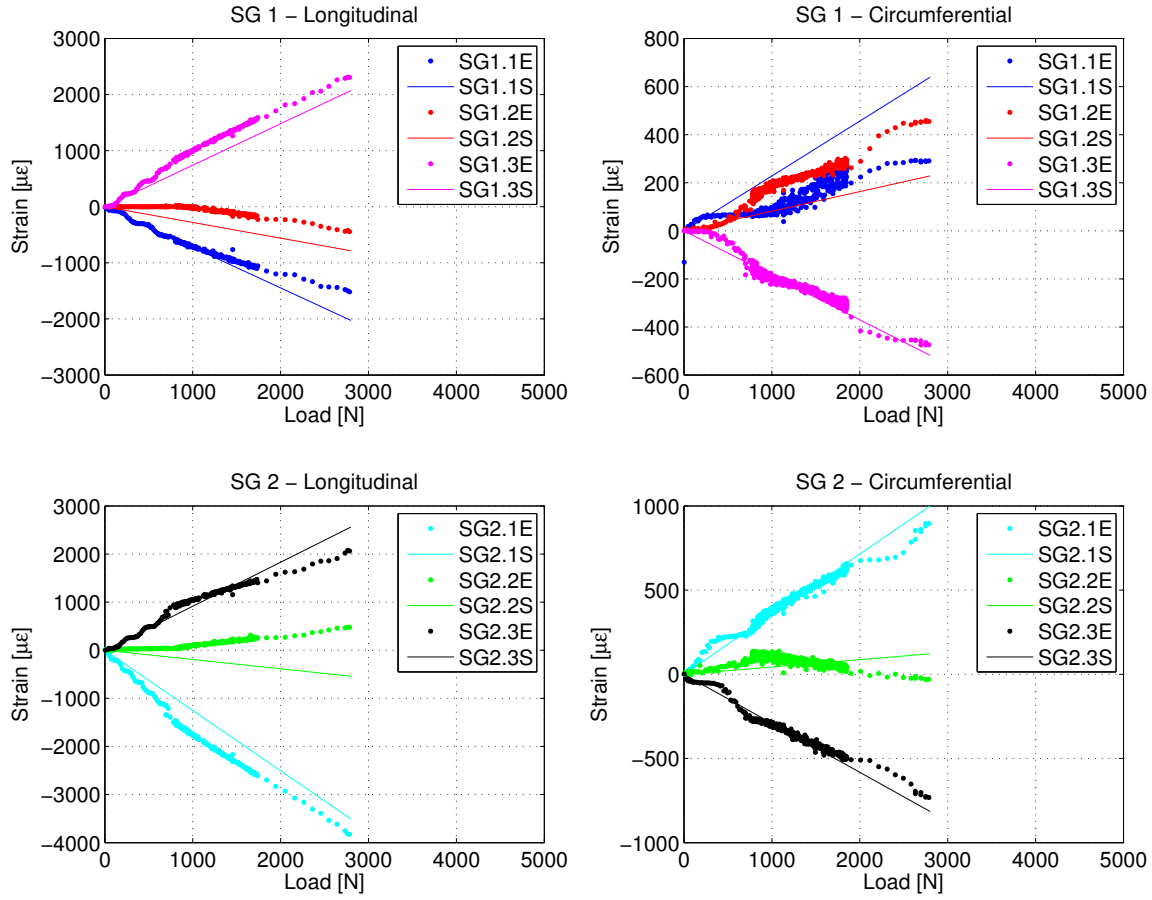 SG 1 − Longitudinal
3000
2000
1000
0
−1000
−2000
−3000
Strain [με]
0 1000 2000 3000 4000 5000
Load [N]
SG1.1E
SG1.1S
SG1.2E
SG1.2S
SG1.3E
SG1.3S
SG 1 − Circumferential
800
600
400
200
0
−200
−400
−600
Strain [με]
0 1000 2000 3000 4000 5000
Load [N]
SG1.1E
SG1.1S
SG1.2E
SG1.2S
SG1.3E
SG1.3S
SG 2 − Longitudinal
3000
2000
1000
0
−1000
−2000
−3000
−4000
Strain [με]
0 1000 2000 3000 4000 5000
Load [N]
SG2.1E
SG2.1S
SG2.2E
SG2.2S
SG2.3E
SG2.3S
SG 2 − Circumferential
1000
500
0
−500
−1000
Strain [με]
0 1000 2000 3000 4000 5000
Load [N]
SG2.1E
SG2.1S
SG2.2E
SG2.2S
SG2.3E
SG2.3S